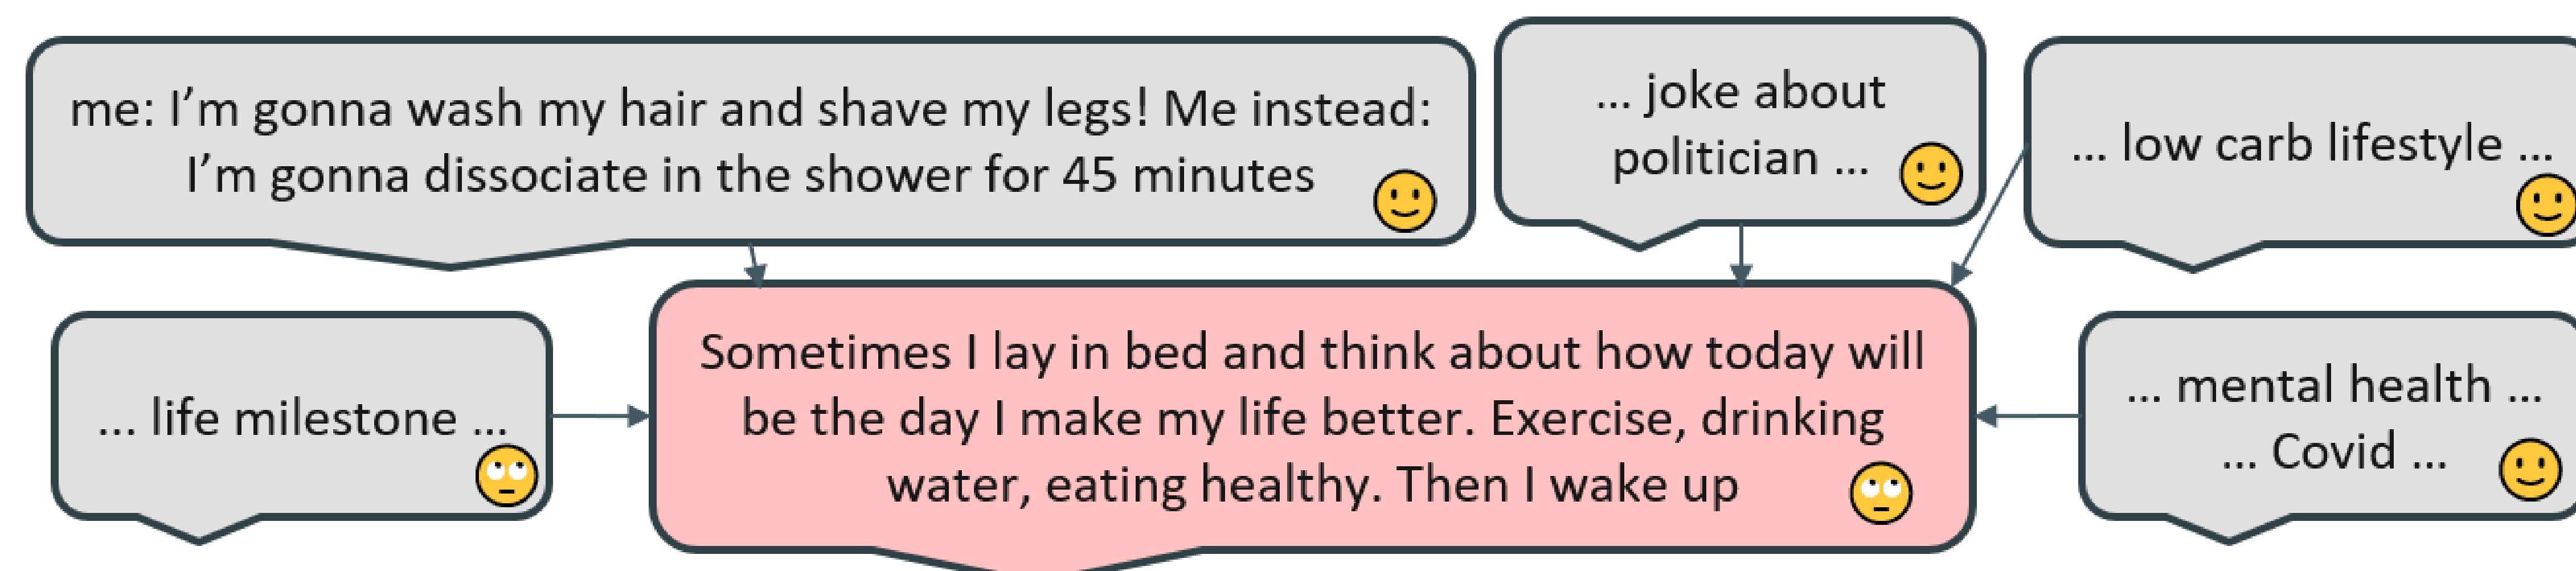 me: I’m gonna wash my hair and shave my legs! Me instead:
I’m gonna dissociate in the shower for 45 minutes
... joke about
politician ...
... low carb lifestyle ...
... life milestone ...
Sometimes I lay in bed and think about how today will
be the day I make my life better. Exercise, drinking
water, eating healthy. Then I wake up
... mental health ...
... Covid ...